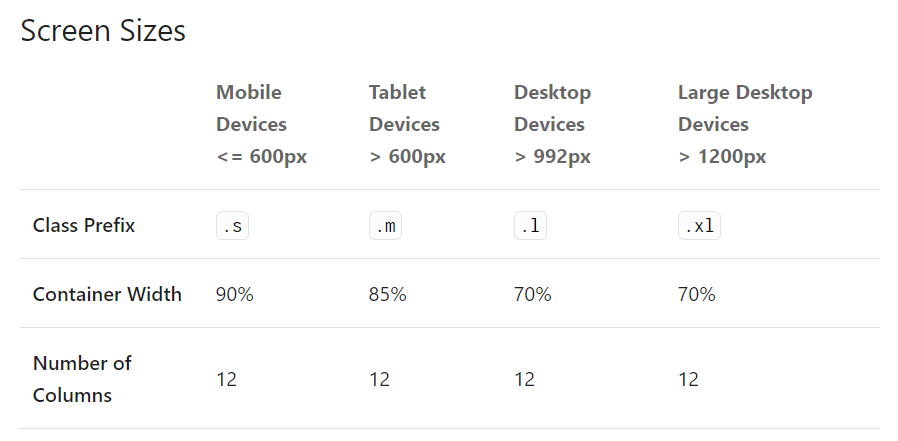 Screen Sizes
Mobile Devices <= 600px
Tablet Devices > 600px
Desktop Devices > 992px
Large Desktop Devices > 1200px
Class Prefix .s .m .l .xl
Container Width 90% 85% 70% 70%
Number of Columns 12 12 12 12